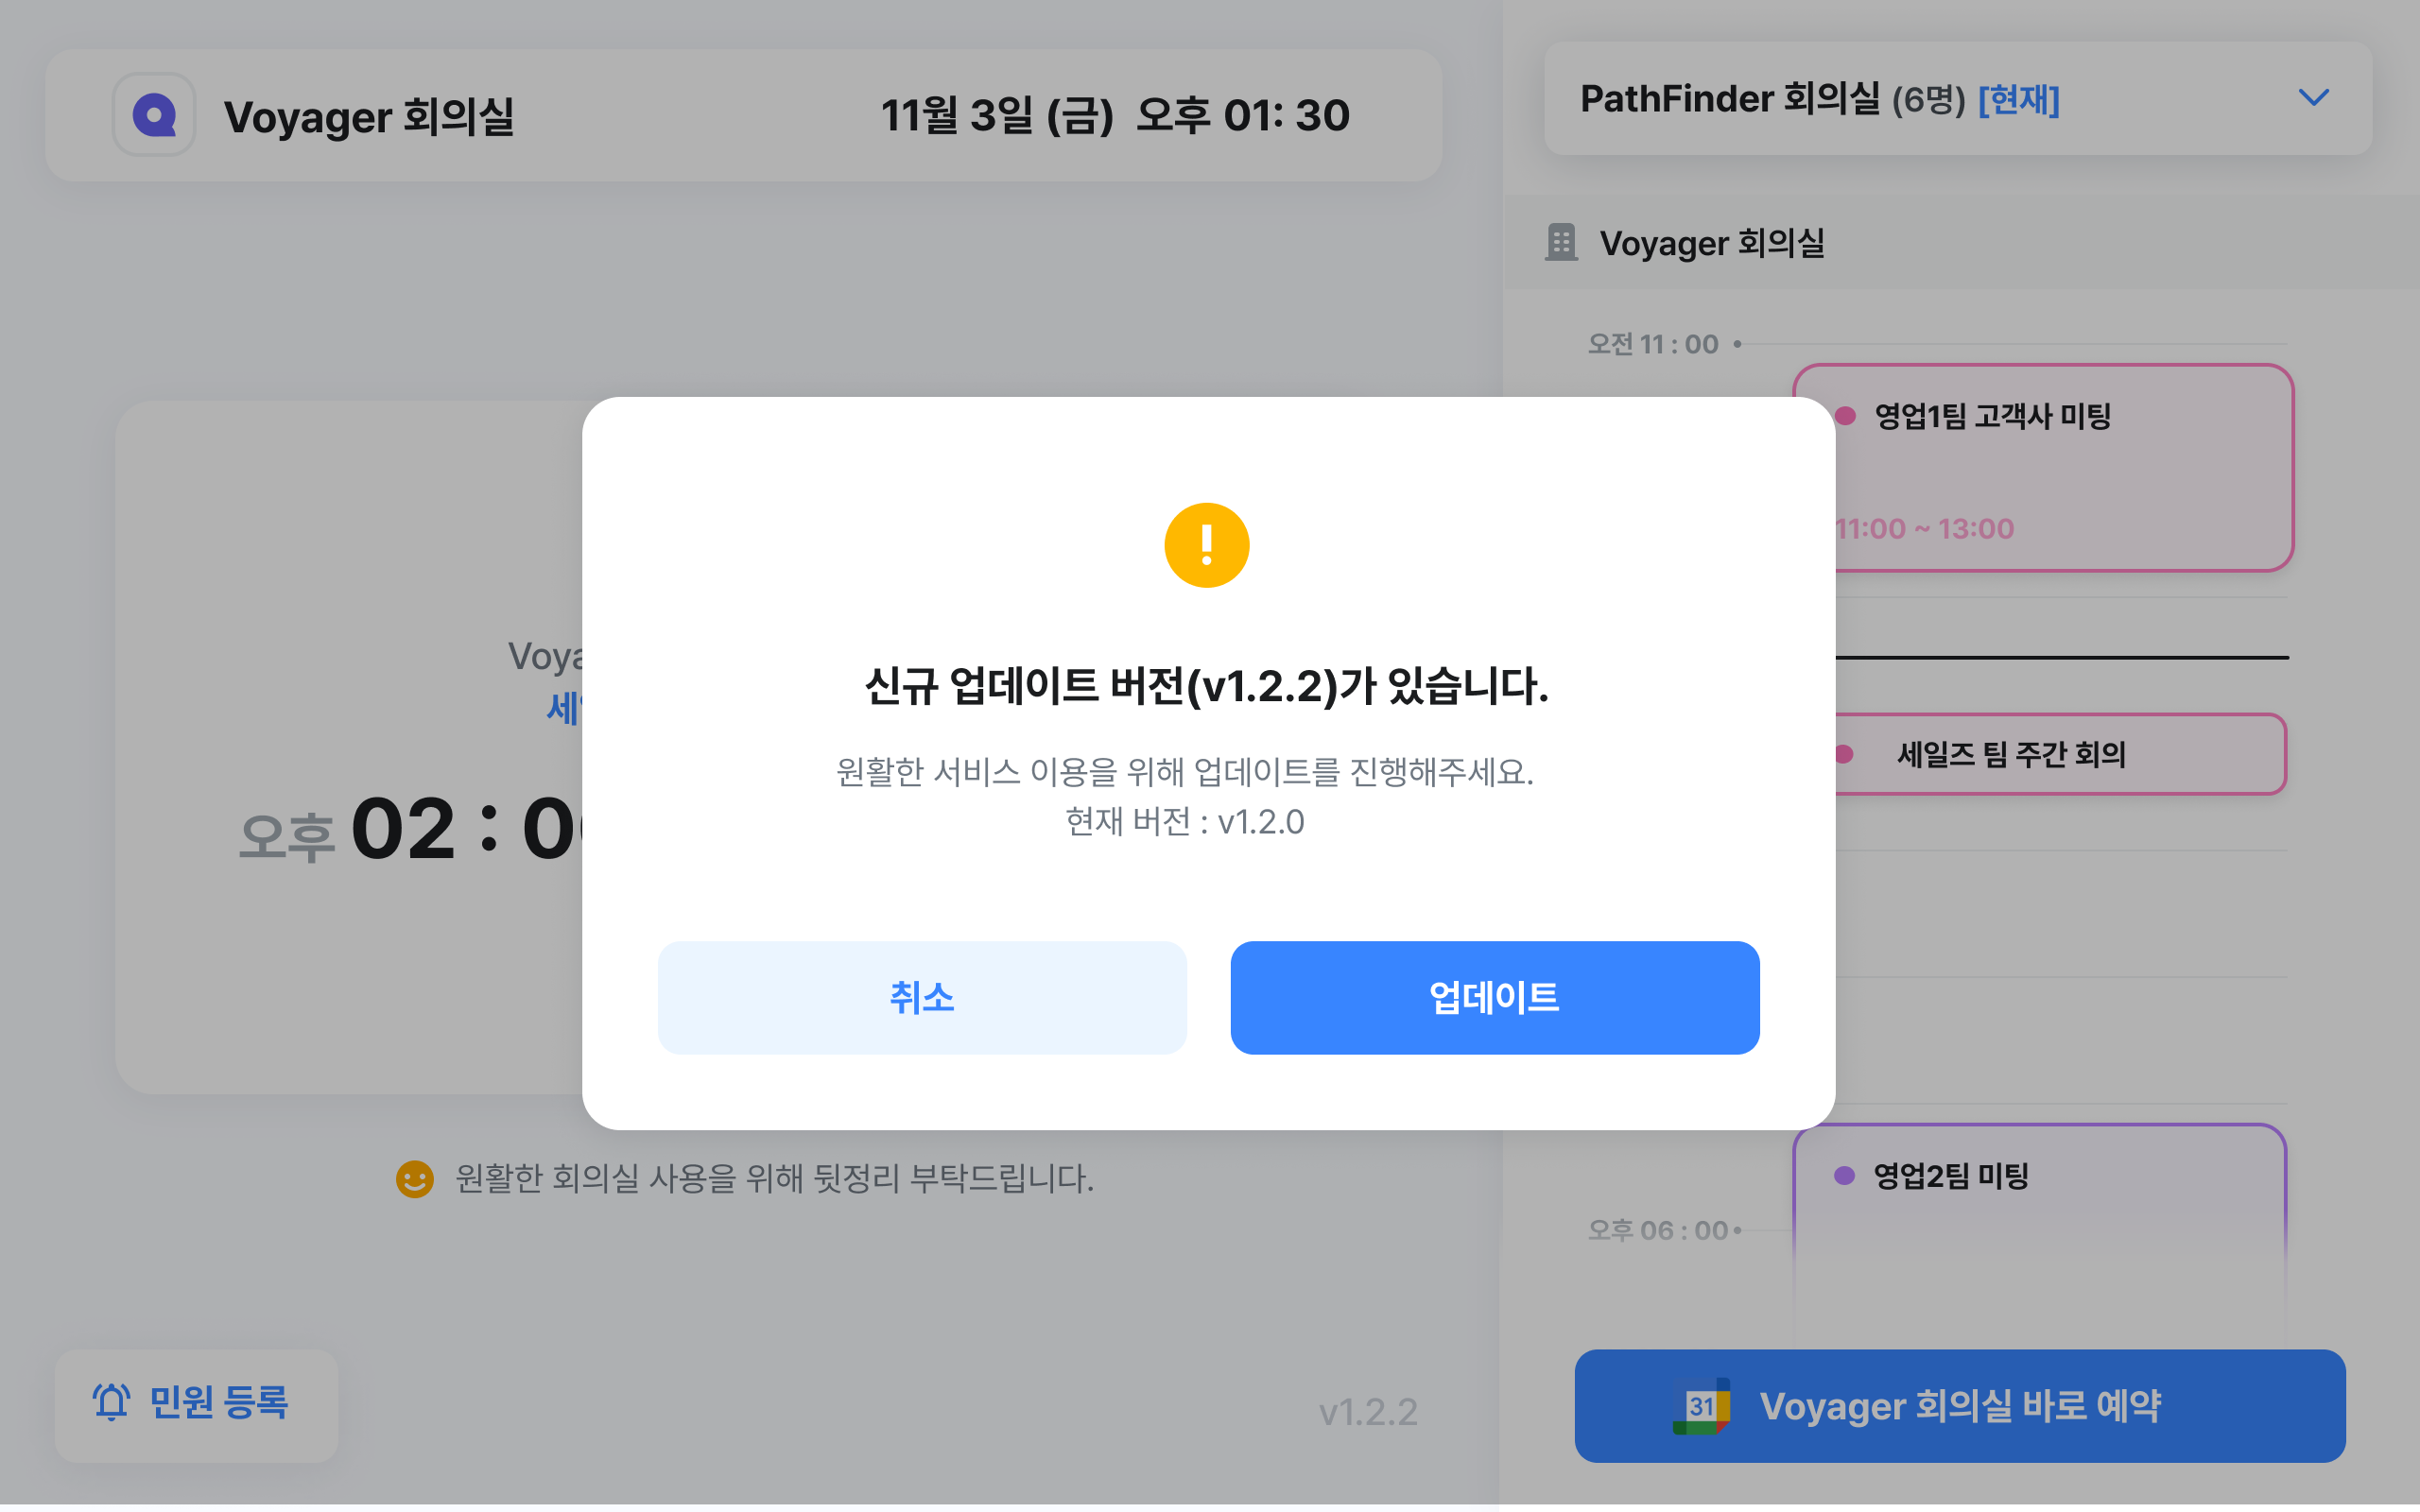 Voyager 회의실
11월 3일 (금) 오후 01: 30
PathFinder 회의실 (6명) [현재]
Voyager 회의실
오전 11 : 00
영업1팀 고객사 미팅
11:00 ~ 13:00
세일즈 팀 주간 회의
오후 02 :
신규 업데이트 버전(v1.2.2)가 있습니다.
원활한 서비스 이용을 위해 업데이트를 진행해주세요.
현재 버전 : v1.2.0
취소
업데이트
영업2팀 미팅
오후 06 : 00
원활한 회의실 사용을 위해 뒷정리 부탁드립니다.
민원 등록
v1.2.2
31
Voyager 회의실 바로 예약